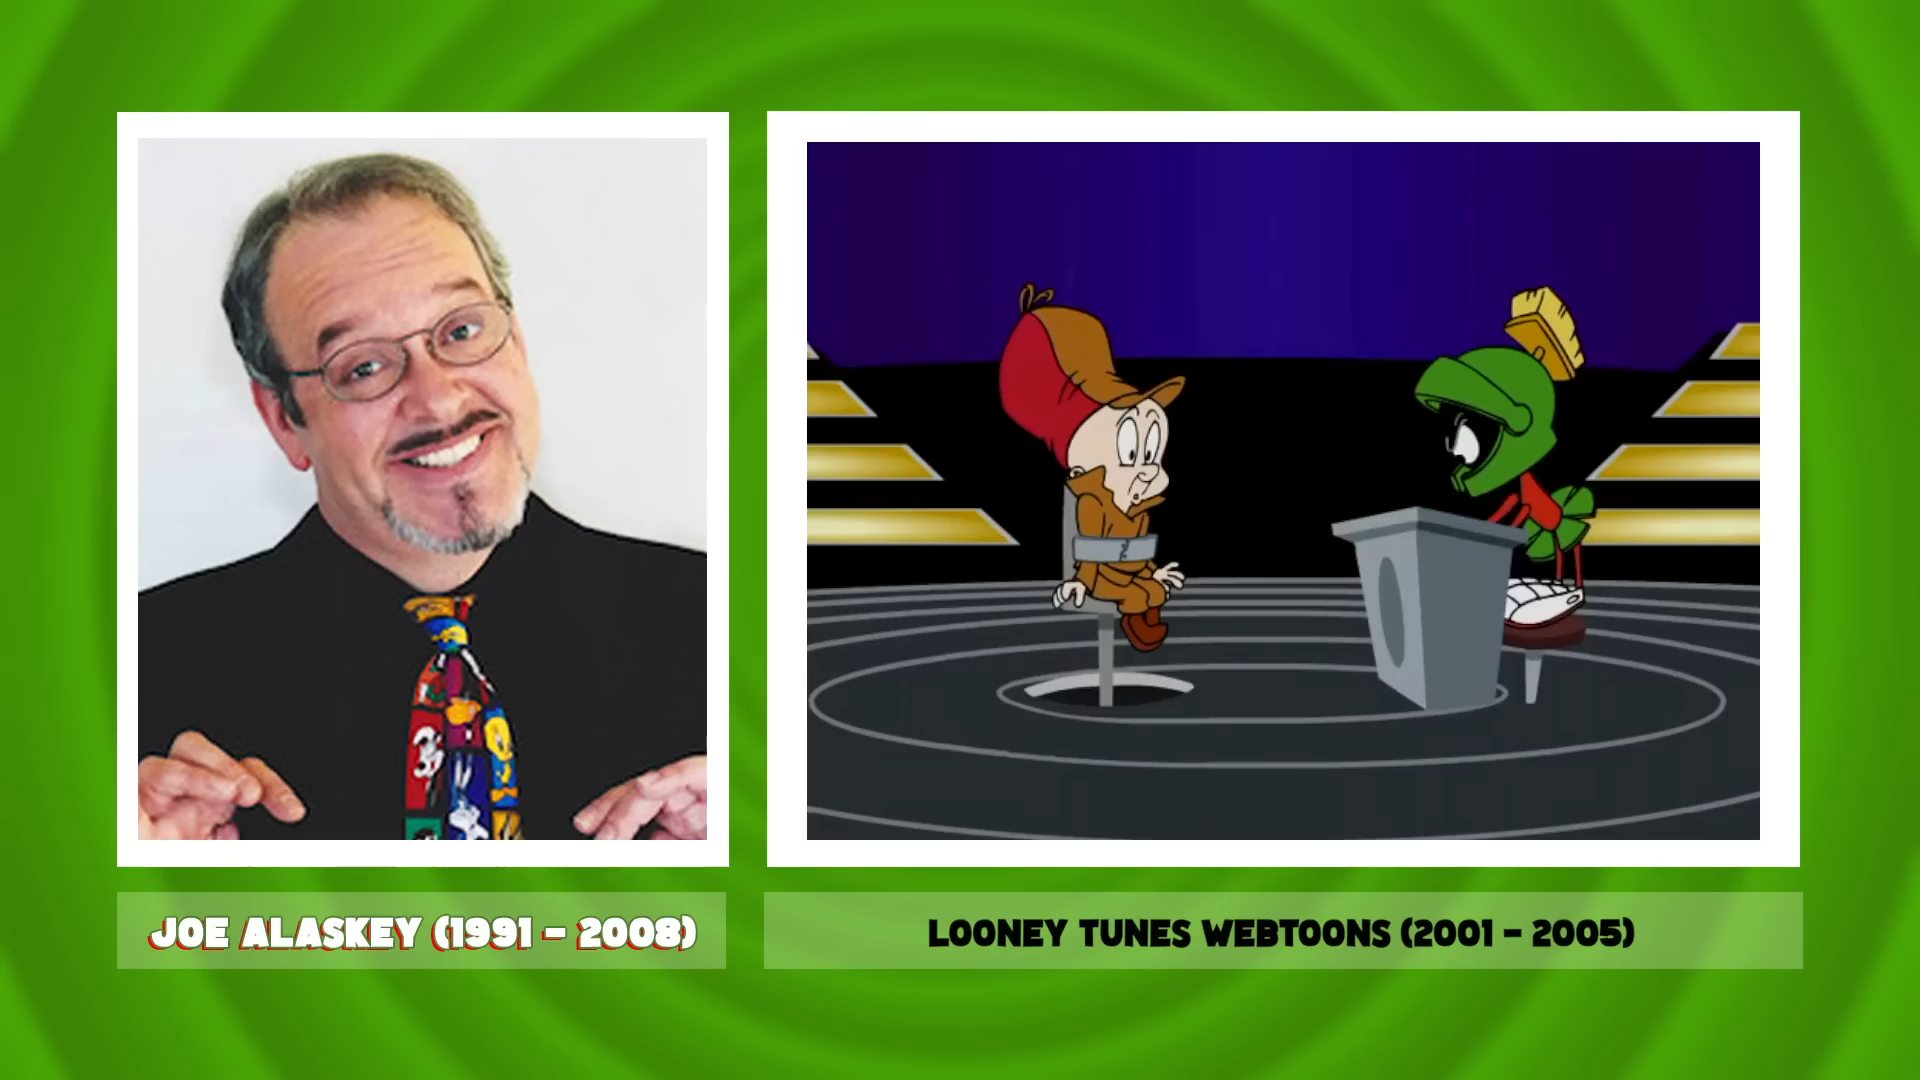 JOE ALASKEY (1991 - 2008)
LOONEY TUNES WEBTOONS (2001 - 2005)